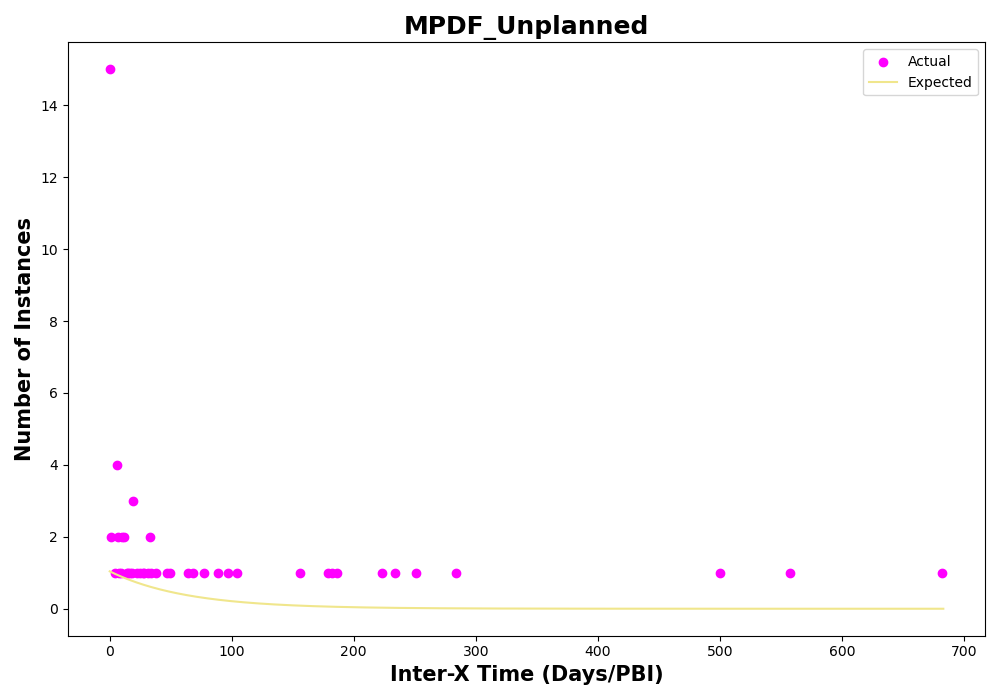 MPDF_Unplanned
Actual
Expected
Number of Instances
14
12
10
8
6
4
2
0
0 100 200 300 400 500 600 700
Inter-X Time (Days/PBI)